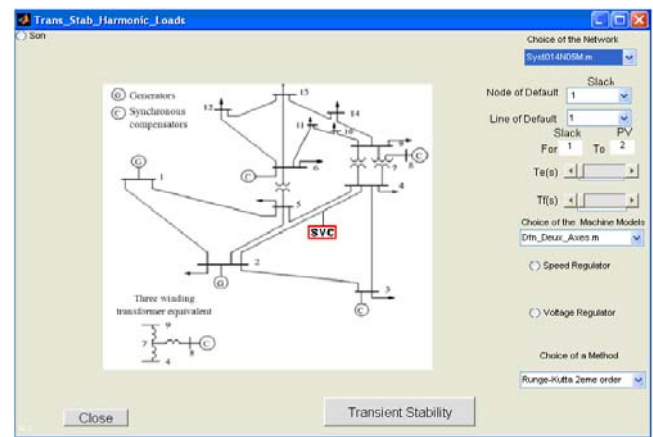 Trans_Stab_Harmonic_Loads
Son
Choice of the Network
Syst014N05M.m
Slack
Node of Default 1
Line of Default 1
Slack PV
For 1 To 2
Te(s)
Tf(s)
Choice of the Machine Models
Dtn_Deux_Axes.m
Speed Regulator
Voltage Regulator
Choice of a Method
Runge-Kutta 2eme order
G Generators
C Synchronous
compensators
13
12
14
11
10
9
6
C
7
8
C
G
1
5
4
SVC
2
G
3
C
Three winding
transformer equivalent
9
7
8
C
4
Close
Transient Stability